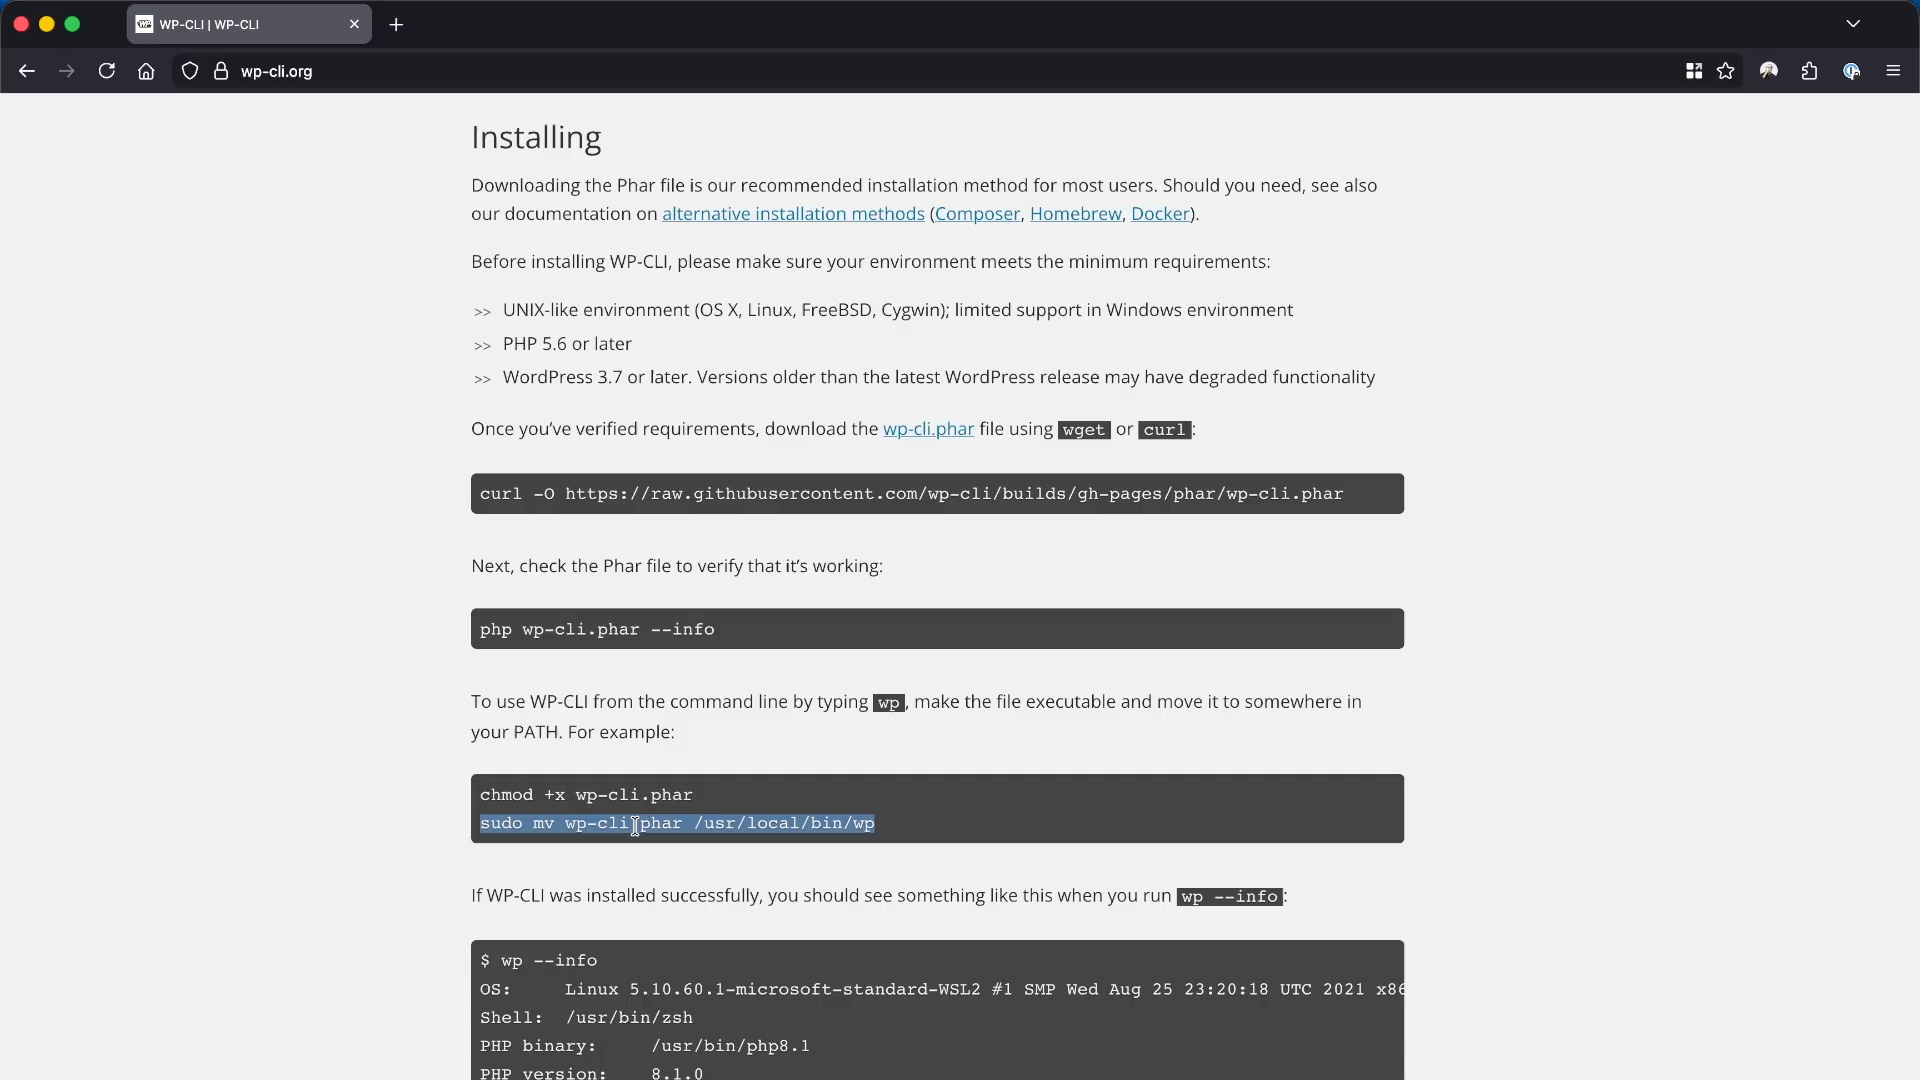 WP-CLI | WP-CLI
wp-cli.org
Installing
Downloading the Phar file is our recommended installation method for most users. Should you need, see also
our documentation on alternative installation methods (Composer, Homebrew, Docker).
Before installing WP-CLI, please make sure your environment meets the minimum requirements:
>> UNIX-like environment (OS X, Linux, FreeBSD, Cygwin); limited support in Windows environment
>> PHP 5.6 or later
>> WordPress 3.7 or later. Versions older than the latest WordPress release may have degraded functionality
Once you’ve verified requirements, download the wp-cli.phar file using wget or curl:
curl -O https://raw.githubusercontent.com/wp-cli/builds/gh-pages/phar/wp-cli.phar
Next, check the Phar file to verify that it’s working:
php wp-cli.phar --info
To use WP-CLI from the command line by typing wp, make the file executable and move it to somewhere in
your PATH. For example:
chmod +x wp-cli.phar
sudo mv wp-cli.phar /usr/local/bin/wp
If WP-CLI was installed successfully, you should see something like this when you run wp --info:
$ wp --info
OS: Linux 5.10.60.1-microsoft-standard-WSL2 #1 SMP Wed Aug 25 23:20:18 UTC 2021 x86
Shell: /usr/bin/zsh
PHP binary: /usr/bin/php8.1
PHP version: 8.1.0